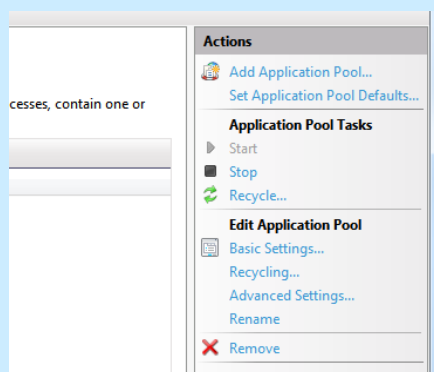 Actions
Add Application Pool...
Set Application Pool Defaults...
cesses, contain one or
Application Pool Tasks
Start
Stop
Recycle...
Edit Application Pool
Basic Settings...
Recycling...
Advanced Settings...
Rename
Remove